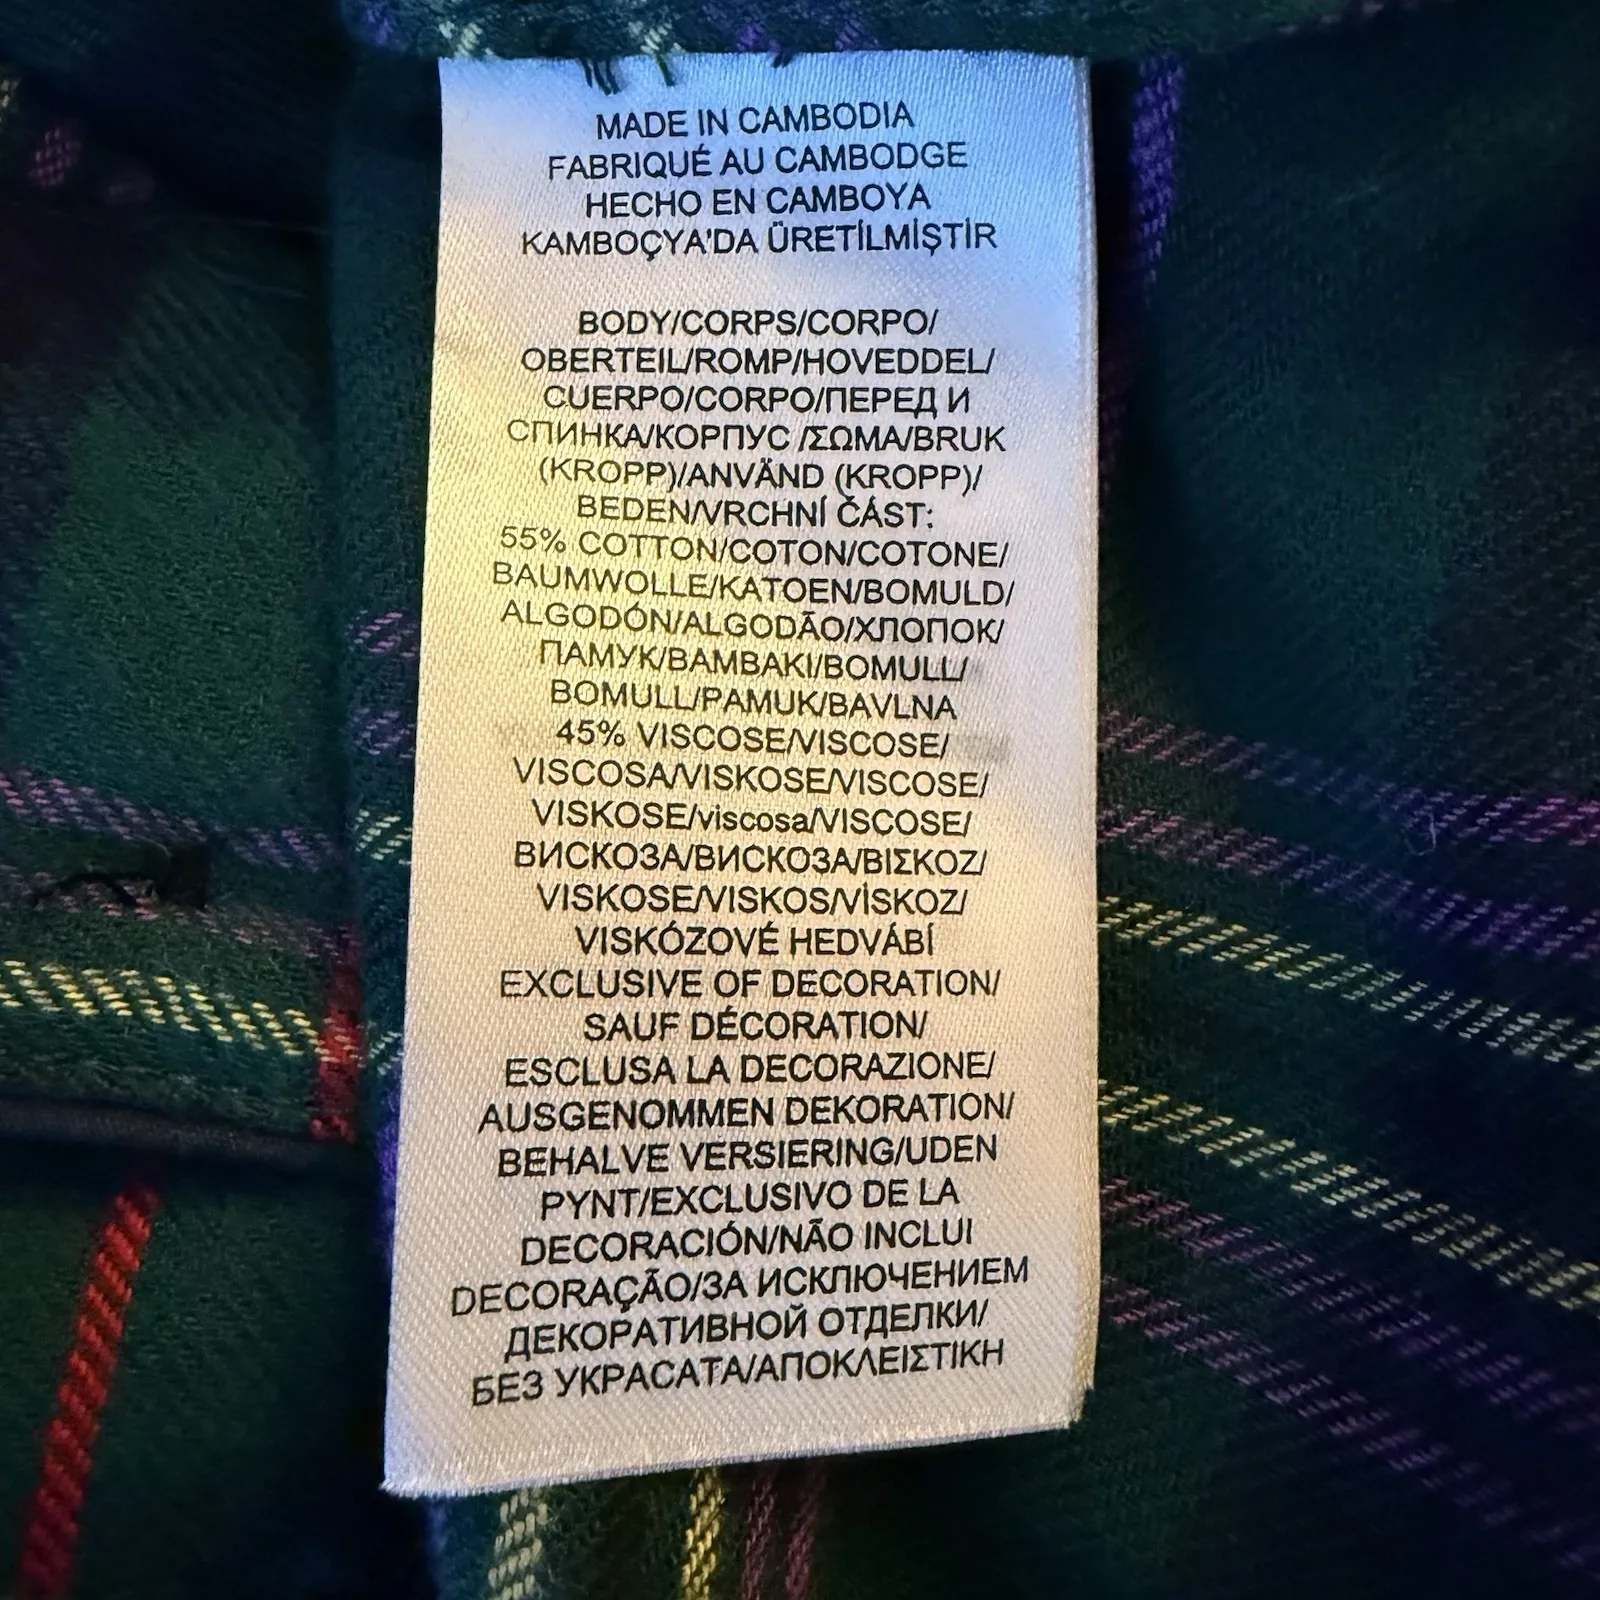 MADE IN CAMBODIA
FABRIQUÉ AU CAMBODGE
HECHO EN CAMBOYA
KAMBOÇYA'DA ÜRETİLMİŞTİR
BODY/CORPS/CORPO/
OBERTEIL/ROMP/HOVEDDEL/
CUERPO/CORPO/ПЕРЕД И
СПИНКА/КОРПУС /ΣΩΜΑ/BRUK
(KROPP)/ANVÄND (KROPP)/
BEDEN/VRCHNÍ ČÁST:
55% COTTON/COTON/COTONE/
BAUMWOLLE/KATOEN/BOMULD/
ALGODÓN/ALGODÃO/ХЛОПОК/
ПАМУК/ΒΑΜΒΑΚΙ/BOMULL/
BOMULL/PAMUK/BAVLNA
45% VISCOSE/VISCOSE/
VISCOSA/VISKOSE/VISCOSE/
VISKOSE/viscosa/VISCOSE/
ВИСКОЗА/ВИСКОЗА/ΒΙΣΚΟΖ/
VISKOSE/VISKOS/VİSKOZ/
VISKÓZOVÉ HEDVÁBÍ
EXCLUSIVE OF DECORATION/
SAUF DÉCORATION/
ESCLUSA LA DECORAZIONE/
AUSGENOMMEN DEKORATION/
BEHALVE VERSIERING/UDEN
PYNT/EXCLUSIVO DE LA
DECORACIÓN/NÃO INCLUI
DECORAÇÃO/ЗА ИСКЛЮЧЕНИЕМ
ДЕКОРАТИВНОЙ ОТДЕЛКИ/
БЕЗ УКРАСАТА/ΑΠΟΚΛΕΙΣΤΙΚΗ